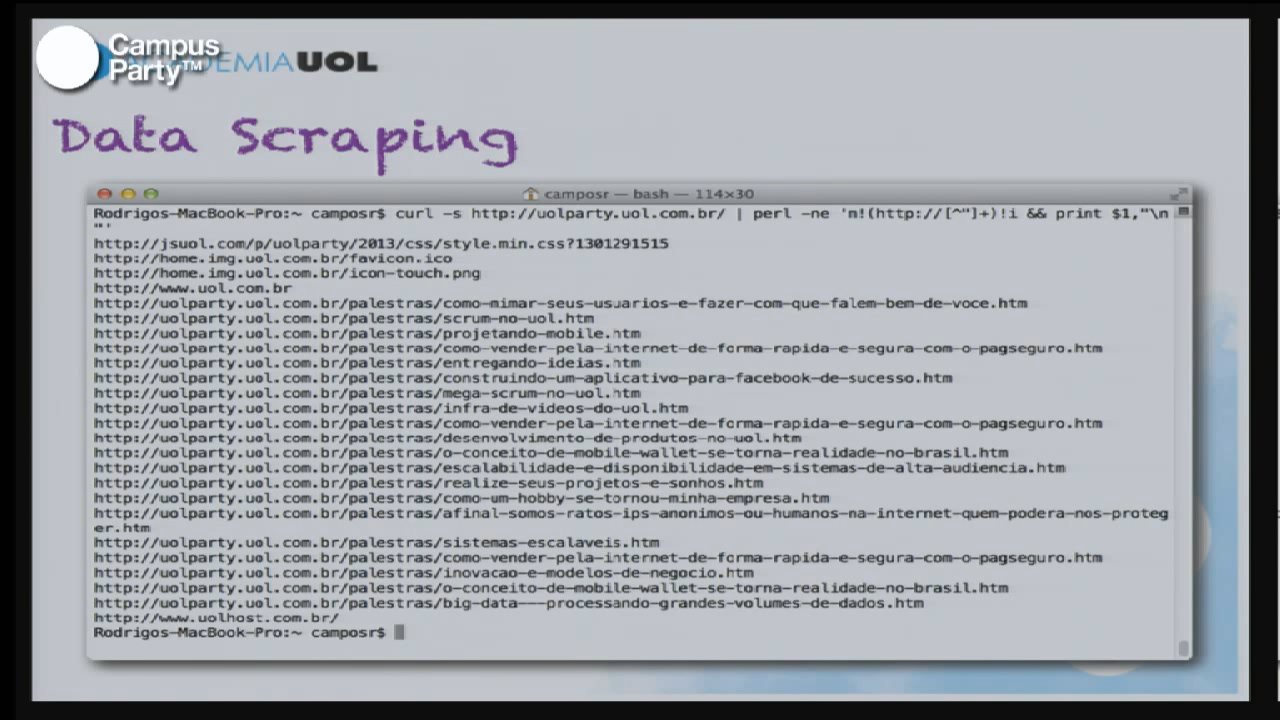 Campus
Party™
DEMIAUOL
Data Scraping
camposr — bash — 114×30
Rodrigos-MacBook-Pro:~ camposr$ curl -s http://uolparty.uol.com.br/ | perl -ne 'm!(http://[^"]+)!i && print $1,"\n
"'
http://jsuol.com/p/uolparty/2013/css/style.min.css?1301291515
http://home.img.uol.com.br/favicon.ico
http://home.img.uol.com.br/icon-touch.png
http://www.uol.com.br
http://uolparty.uol.com.br/palestras/como-mimar-seus-usuarios-e-fazer-com-que-falem-bem-de-voce.htm
http://uolparty.uol.com.br/palestras/scrum-no-uol.htm
http://uolparty.uol.com.br/palestras/projetando-mobile.htm
http://uolparty.uol.com.br/palestras/como-vender-pela-internet-de-forma-rapida-e-segura-com-o-pagseguro.htm
http://uolparty.uol.com.br/palestras/entregando-ideias.htm
http://uolparty.uol.com.br/palestras/construindo-um-aplicativo-para-facebook-de-sucesso.htm
http://uolparty.uol.com.br/palestras/mega-scrum-no-uol.htm
http://uolparty.uol.com.br/palestras/infra-de-videos-do-uol.htm
http://uolparty.uol.com.br/palestras/como-vender-pela-internet-de-forma-rapida-e-segura-com-o-pagseguro.htm
http://uolparty.uol.com.br/palestras/desenvolvimento-de-produtos-no-uol.htm
http://uolparty.uol.com.br/palestras/o-conceito-de-mobile-wallet-se-torna-realidade-no-brasil.htm
http://uolparty.uol.com.br/palestras/escalabilidade-e-disponibilidade-em-sistemas-de-alta-audiencia.htm
http://uolparty.uol.com.br/palestras/realize-seus-projetos-e-sonhos.htm
http://uolparty.uol.com.br/palestras/como-um-hobby-se-tornou-minha-empresa.htm
http://uolparty.uol.com.br/palestras/afinal-somos-ratos-ips-anonimos-ou-humanos-na-internet-quem-podera-nos-proteg
er.htm
http://uolparty.uol.com.br/palestras/sistemas-escalaveis.htm
http://uolparty.uol.com.br/palestras/como-vender-pela-internet-de-forma-rapida-e-segura-com-o-pagseguro.htm
http://uolparty.uol.com.br/palestras/inovacao-e-modelos-de-negocio.htm
http://uolparty.uol.com.br/palestras/o-conceito-de-mobile-wallet-se-torna-realidade-no-brasil.htm
http://uolparty.uol.com.br/palestras/big-data---processando-grandes-volumes-de-dados.htm
http://www.uolhost.com.br/
Rodrigos-MacBook-Pro:~ camposr$